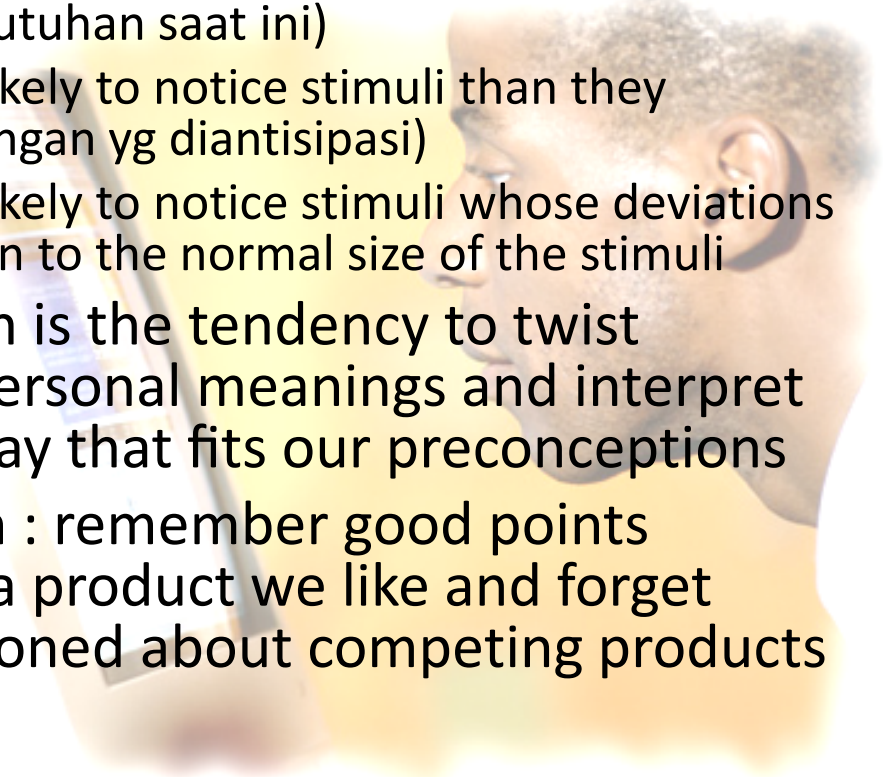 utuhan saat ini)
kely to notice stimuli than they
ngan yg diantisipasi)
kely to notice stimuli whose deviations
n to the normal size of the stimuli
n is the tendency to twist
ersonal meanings and interpret
ay that fits our preconceptions
n : remember good points
a product we like and forget
oned about competing products